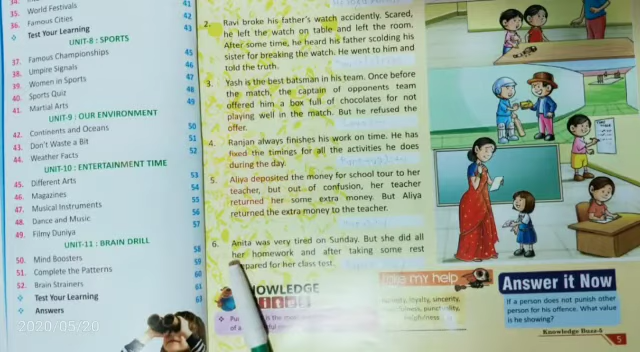 35. World Festivals 41
36. Famous Cities 42
Test Your Learning 43
UNIT-8 : SPORTS
37. Famous Championships 45
38. Umpire Signals 46
39. Women in Sports 47
40. Sports Quiz 48
41. Martial Arts 49
UNIT-9 : OUR ENVIRONMENT
42. Continents and Oceans 50
43. Don't Waste a Bit 51
44. Weather Facts 52
UNIT-10 : ENTERTAINMENT TIME
45. Different Arts 53
46. Magazines 54
47. Musical Instruments 55
48. Dance and Music 56
49. Filmy Duniya 57
UNIT-11 : BRAIN DRILL
50. Mind Boosters 58
51. Complete the Patterns 59
52. Brain Strainers 60
Test Your Learning 61
Answers 63
2020/05/20
2. Ravi broke his father's watch accidently. Scared,
he left the watch on table and left the room.
After some time, he heard his father scolding his
sister for breaking the watch. He went to him and
told the truth.
3. Yash is the best batsman in his team. Once before
the match, the captain of opponents team
offered him a box full of chocolates for not
playing well in the match. But he refused the
offer.
4. Ranjan always finishes his work on time. He has
fixed the timings for all the activities he does
during the day.
5. Aliya deposited the money for school tour to her
teacher, but out of confusion, her teacher
returned her some extra money. But Aliya
returned the extra money to the teacher.
6. Anita was very tired on Sunday. But she did all
her homework and after taking some rest
for her class test.
my help
loyalty, sincerity,
punctuality,
Answer it Now
If a person does not punish other
person for his offence. What value
is he showing?
Knowledge Buzz-5
5